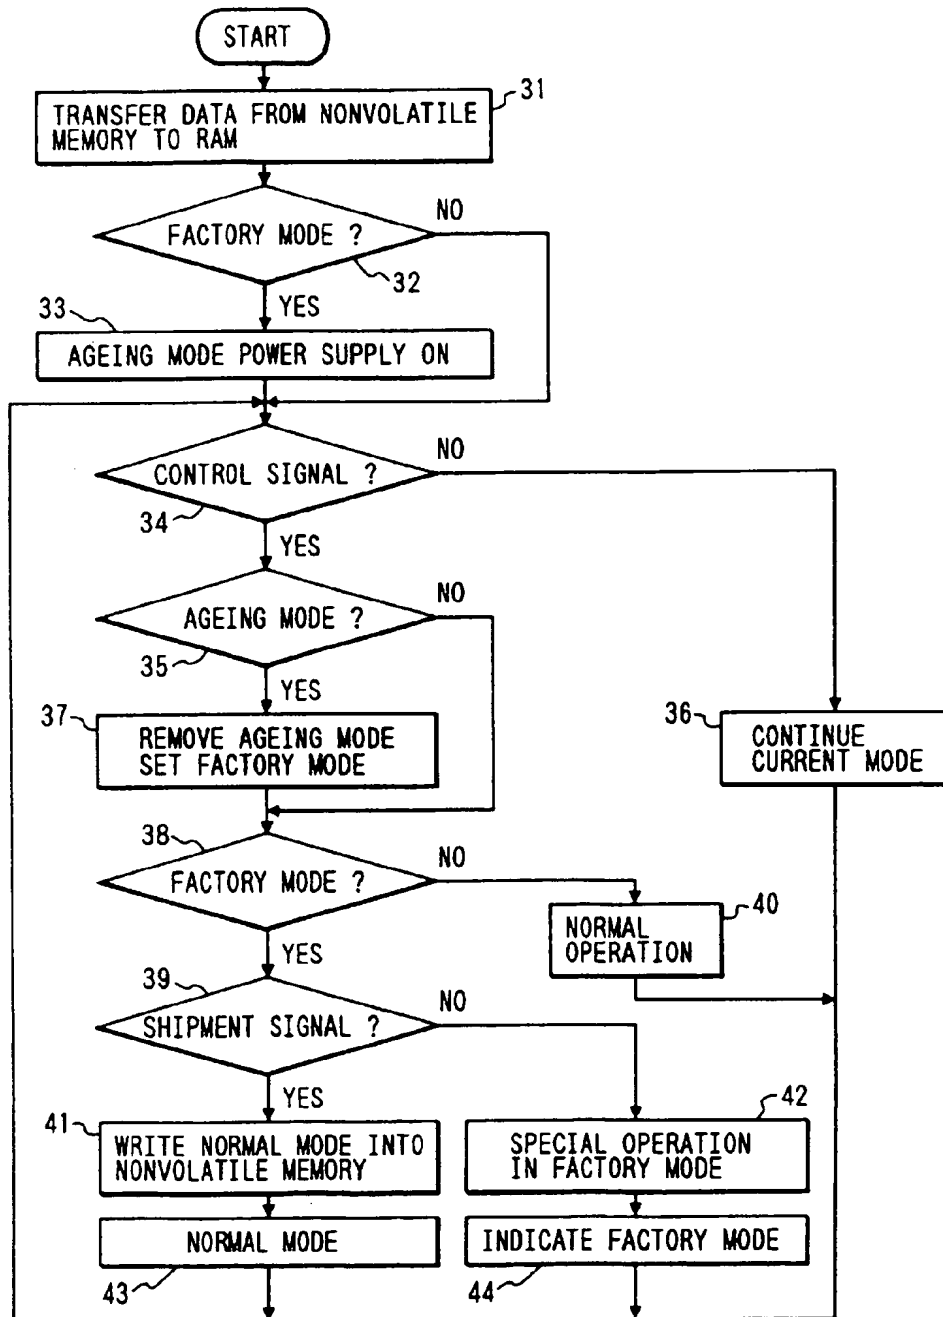 START
31
TRANSFER DATA FROM NONVOLATILE
MEMORY TO RAM
NO
FACTORY MODE ?
32
YES
33
AGEING MODE POWER SUPPLY ON
NO
CONTROL SIGNAL ?
34
YES
NO
AGEING MODE ?
35
YES
37
REMOVE AGEING MODE
SET FACTORY MODE
36
CONTINUE
CURRENT MODE
38
NO
FACTORY MODE ?
40
NORMAL
OPERATION
YES
39
NO
SHIPMENT SIGNAL ?
YES
41
WRITE NORMAL MODE INTO
NONVOLATILE MEMORY
42
SPECIAL OPERATION
IN FACTORY MODE
NORMAL MODE
43
INDICATE FACTORY MODE
44